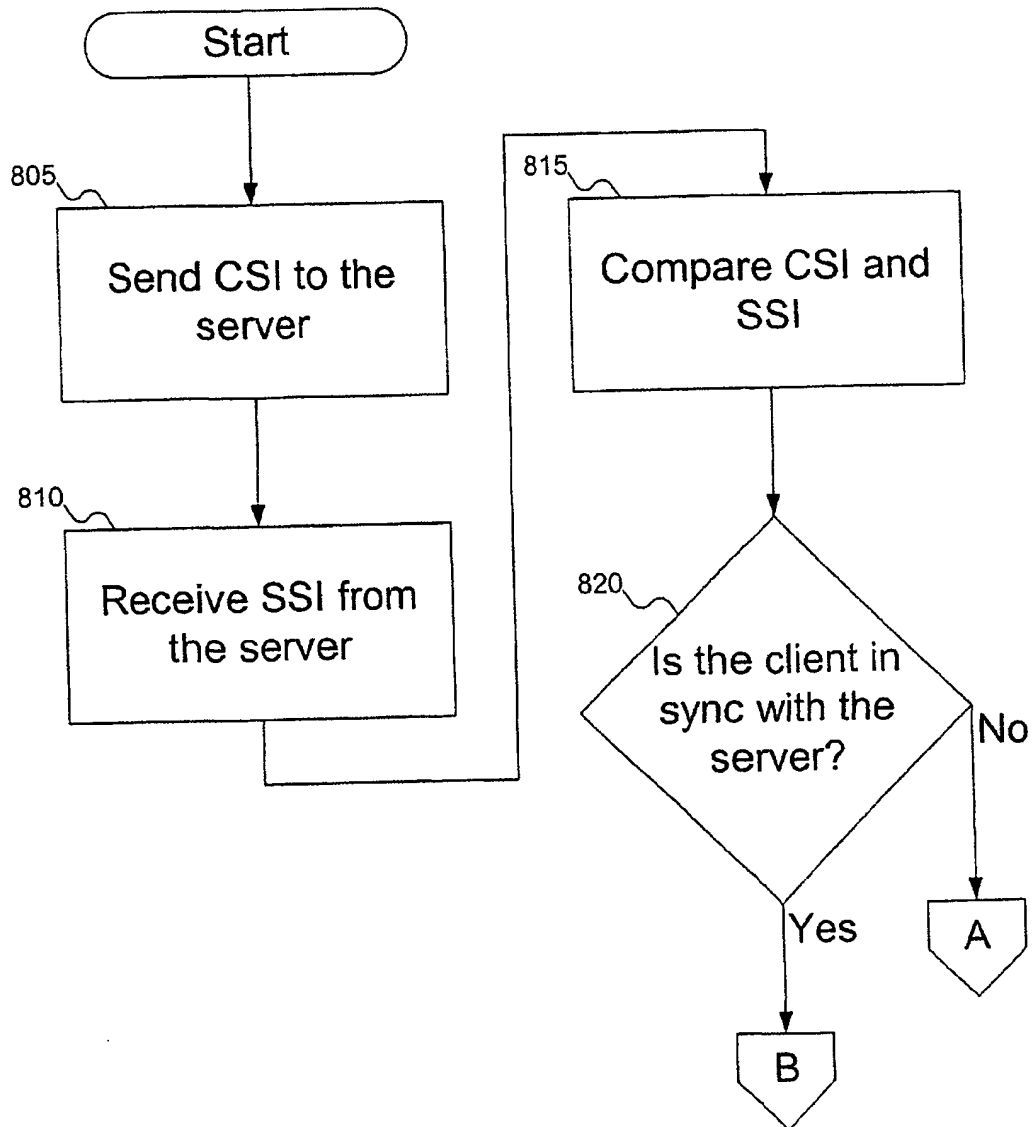 Start
805
Send CSI to the
server
810
Receive SSI from
the server
815
Compare CSI and
SSI
820
Is the client in
sync with the
server?
No
Yes
A
B